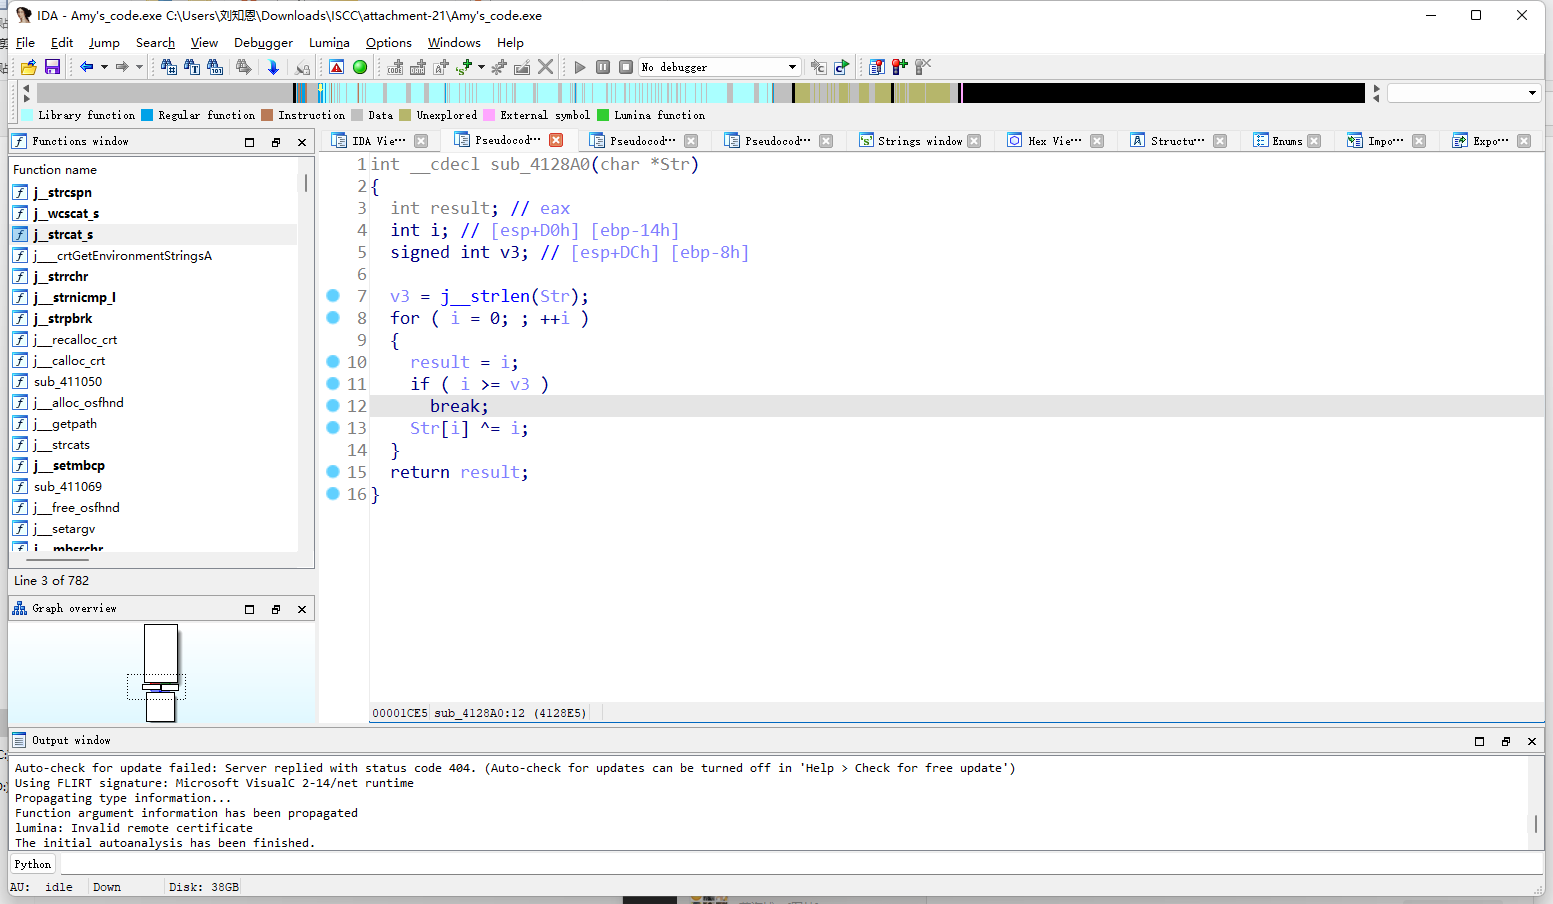 IDA - Amy's_code.exe C:\Users\刘知恩\Downloads\ISCC\attachment-21\Amy's_code.exe
File Edit Jump Search View Debugger Lumina Options Windows Help
No debugger
Library function Regular function Instruction Data Unexplored External symbol Lumina function
Functions window
IDA Vie··· Pseudocod··· Pseudocod··· Pseudocod··· Strings window Hex Vie··· Structu··· Enums Impo··· Expo···
Function name
j__strcspn
j__wcscat_s
j__strcat_s
j___crtGetEnvironmentStringsA
j__strrchr
j__strnicmp_l
j__strpbrk
j__recalloc_crt
j__calloc_crt
sub_411050
j__alloc_osfhnd
j__getpath
j__strcats
j__setmbcp
sub_411069
j__free_osfhnd
j__setargv
j__mbsrchr
Line 3 of 782
Graph overview
1 int __cdecl sub_4128A0(char *Str)
2 {
3 int result; // eax
4 int i; // [esp+D0h] [ebp-14h]
5 signed int v3; // [esp+DCh] [ebp-8h]
6
7 v3 = j__strlen(Str);
8 for ( i = 0; ; ++i )
9 {
10 result = i;
11 if ( i >= v3 )
12 break;
13 Str[i] ^= i;
14 }
15 return result;
16 }
00001CE5 sub_4128A0:12 (4128E5)
Output window
Auto-check for update failed: Server replied with status code 404. (Auto-check for updates can be turned off in 'Help > Check for free update')
Using FLIRT signature: Microsoft VisualC 2-14/net runtime
Propagating type information...
Function argument information has been propagated
lumina: Invalid remote certificate
The initial autoanalysis has been finished.
Python
AU: idle Down Disk: 38GB